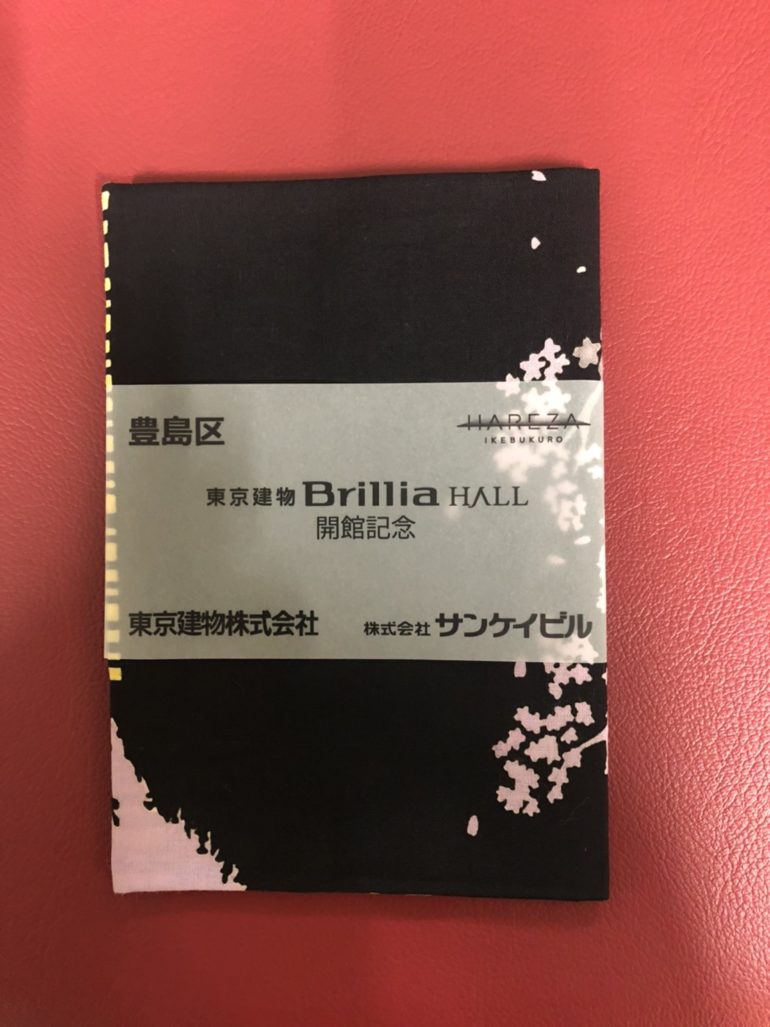 豊島区
HAREZA
IKEBUKURO
東京建物 Brillia HALL
開館記念
東京建物株式会社
株式会社 サンケイビル